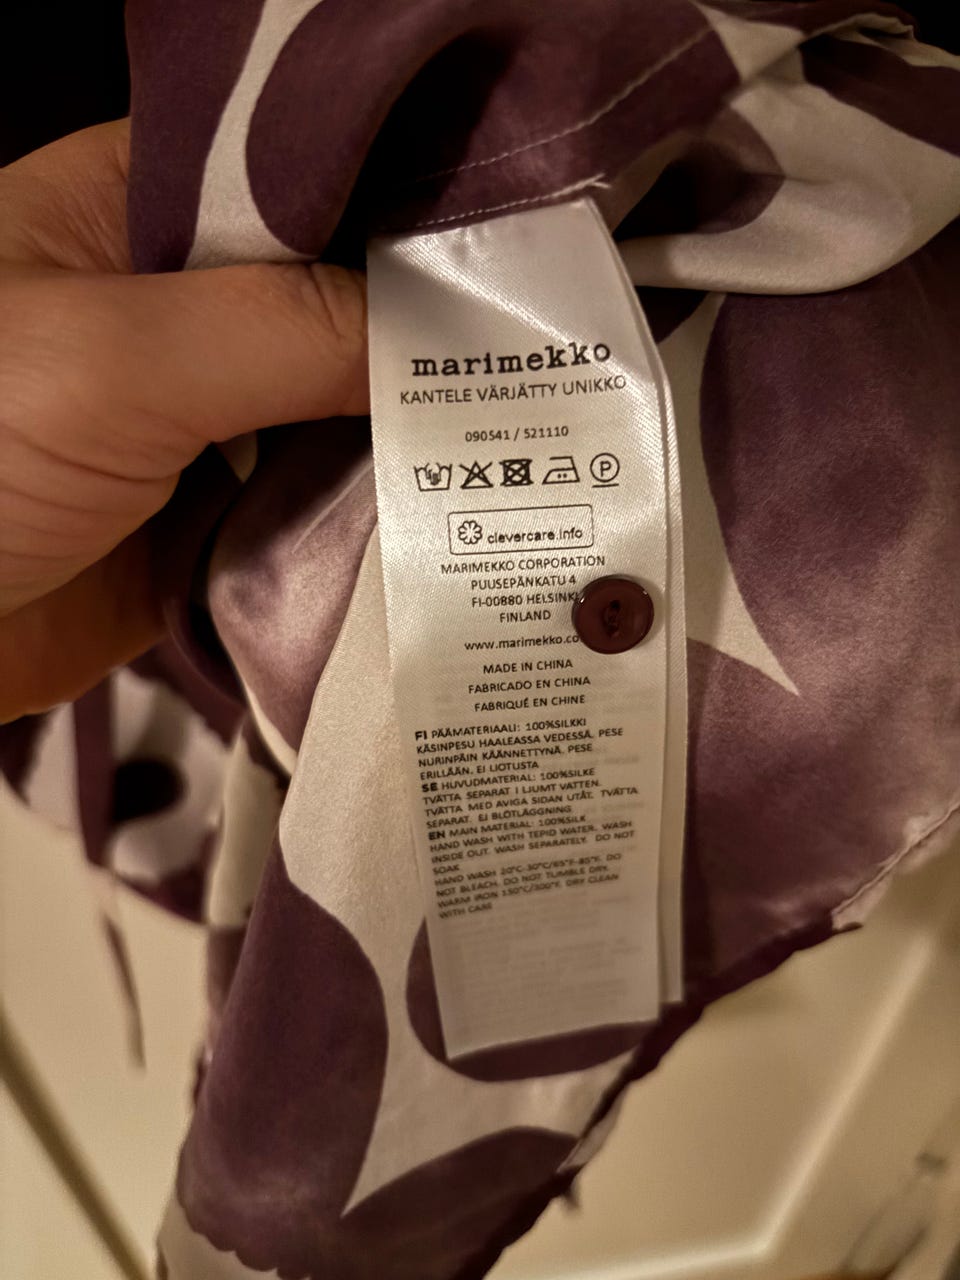 marimekko
KANTELE VÄRJÄTTY UNIKKO
090541 / 521110
P
clevercare.info
MARIMEKKO CORPORATION
PUUSEPÄNKATU 4
FI-00880 HELSINKI
FINLAND
www.marimekko.co
MADE IN CHINA
FABRICADO EN CHINA
FABRIQUÉ EN CHINE
FI PÄÄMATERIAALI: 100%SILKKI
KÄSINPESU HAALEASSA VEDESSÄ. PESE
NURINPÄIN KÄÄNNETTYNÄ. PESE
ERILLÄÄN. EI LIOTUSTA
SE HUVUDMATERIAL: 100%SILKE
TVÄTTA SEPARAT I LJUMT VATTEN.
TVÄTTA MED AVIGA SIDAN UTÅT. TVÄTTA
SEPARAT. EJ BLÖTLÄGGNING
EN MAIN MATERIAL: 100%SILK
HAND WASH WITH TEPID WATER. WASH
INSIDE OUT. WASH SEPARATELY. DO NOT
SOAK
HAND WASH 20°C-30°C/65°F-85°F. DO
NOT BLEACH. DO NOT TUMBLE DRY.
WARM IRON 150°C/300°F. DRY CLEAN
WITH CARE